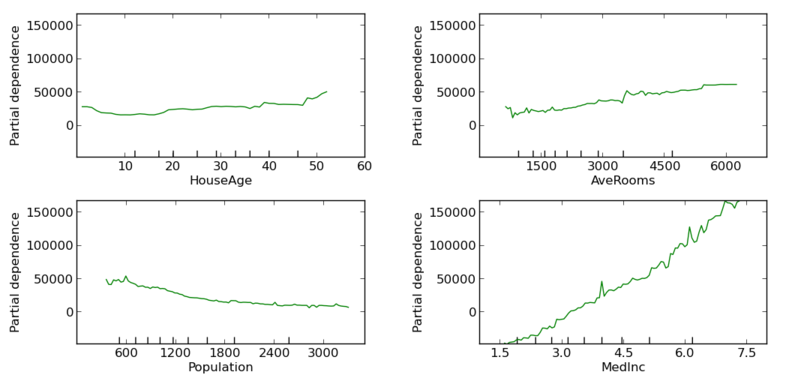 150000
100000
50000
0
Partial dependence
10 20 30 40 50 60
HouseAge
150000
100000
50000
0
Partial dependence
1500 3000 4500 6000
AveRooms
150000
100000
50000
0
Partial dependence
600 1200 1800 2400 3000
Population
150000
100000
50000
0
Partial dependence
1.5 3.0 4.5 6.0 7.5
MedInc